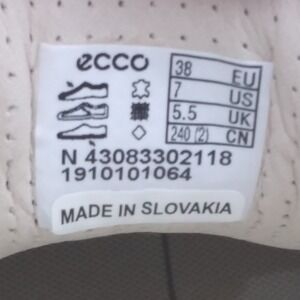 ecco
38 EU
7 US
5.5 UK
240 (2) CN
N 43083302118
1910101064
MADE IN SLOVAKIA